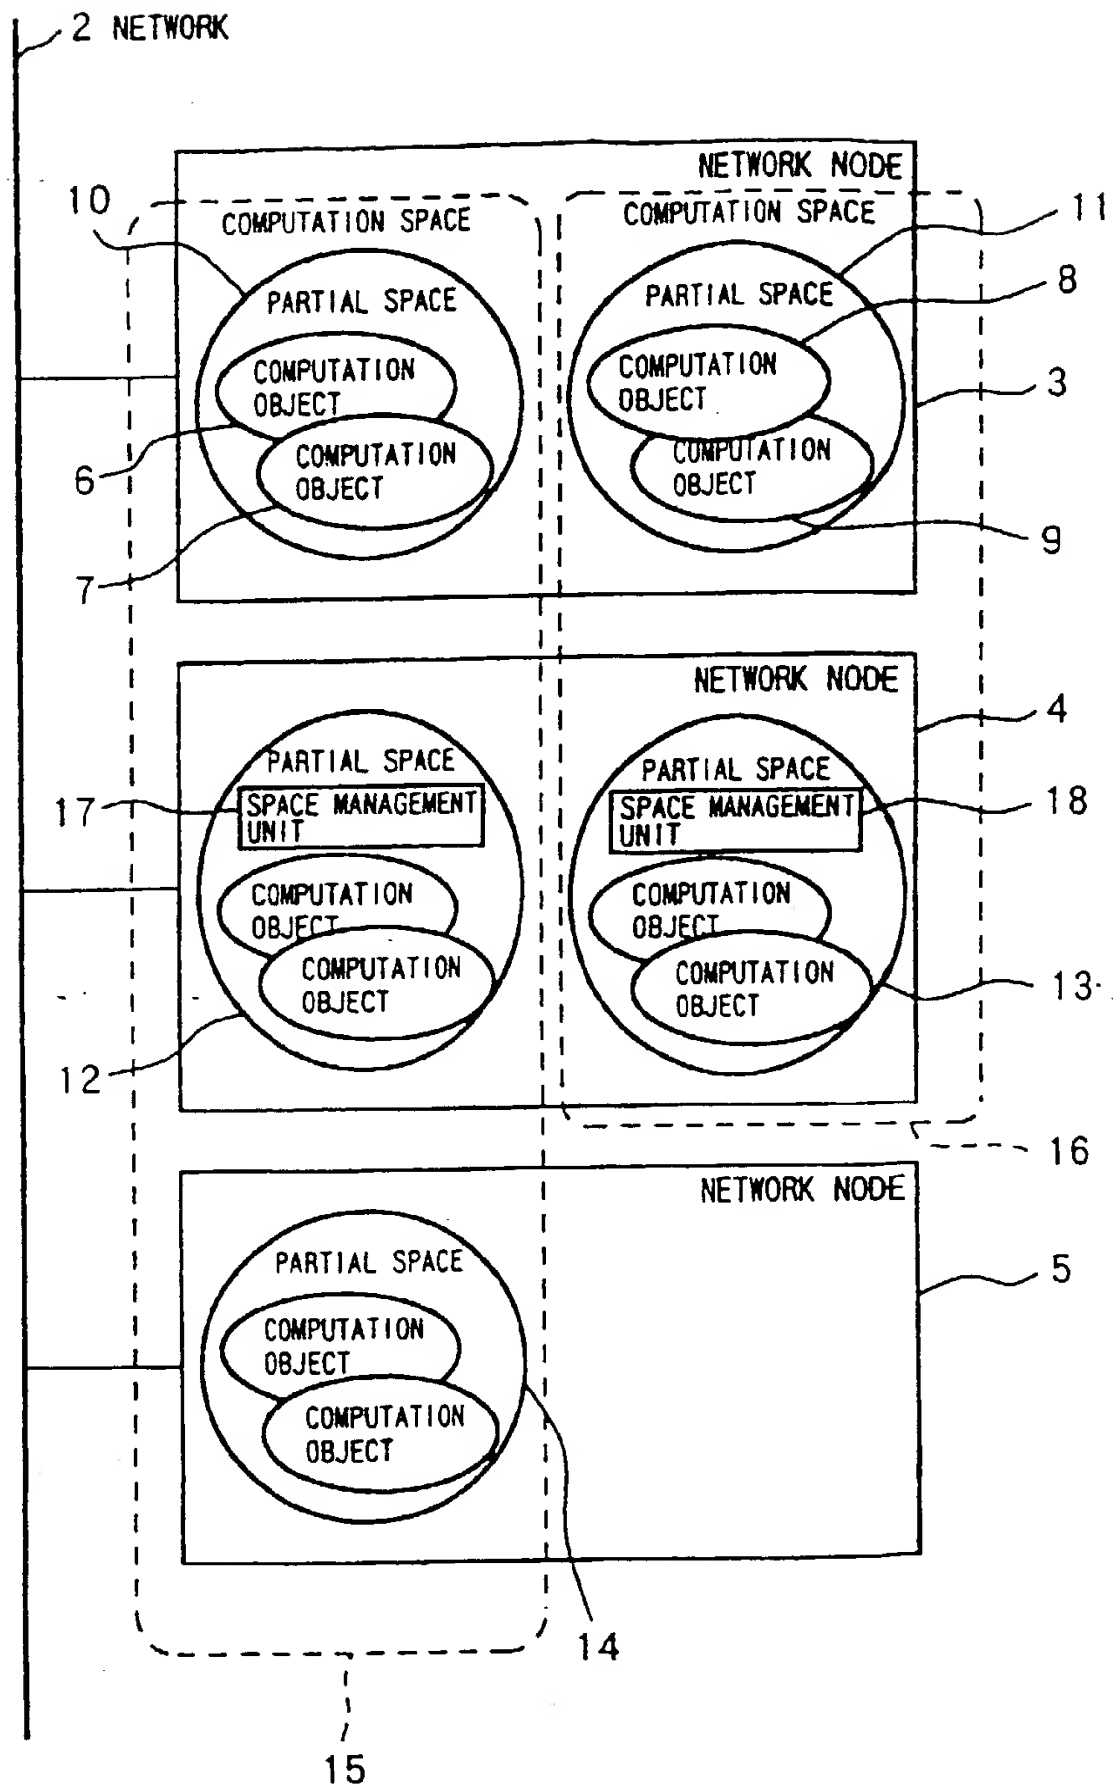 2 NETWORK
NETWORK NODE
10
COMPUTATION SPACE
COMPUTATION SPACE
11
PARTIAL SPACE
PARTIAL SPACE
8
COMPUTATION
OBJECT
COMPUTATION
OBJECT
3
COMPUTATION
OBJECT
COMPUTATION
OBJECT
6
9
7
NETWORK NODE
4
PARTIAL SPACE
PARTIAL SPACE
17
SPACE MANAGEMENT
UNIT
SPACE MANAGEMENT
UNIT
18
COMPUTATION
OBJECT
COMPUTATION
OBJECT
COMPUTATION
OBJECT
COMPUTATION
OBJECT
13
12
16
NETWORK NODE
PARTIAL SPACE
5
COMPUTATION
OBJECT
COMPUTATION
OBJECT
14
15